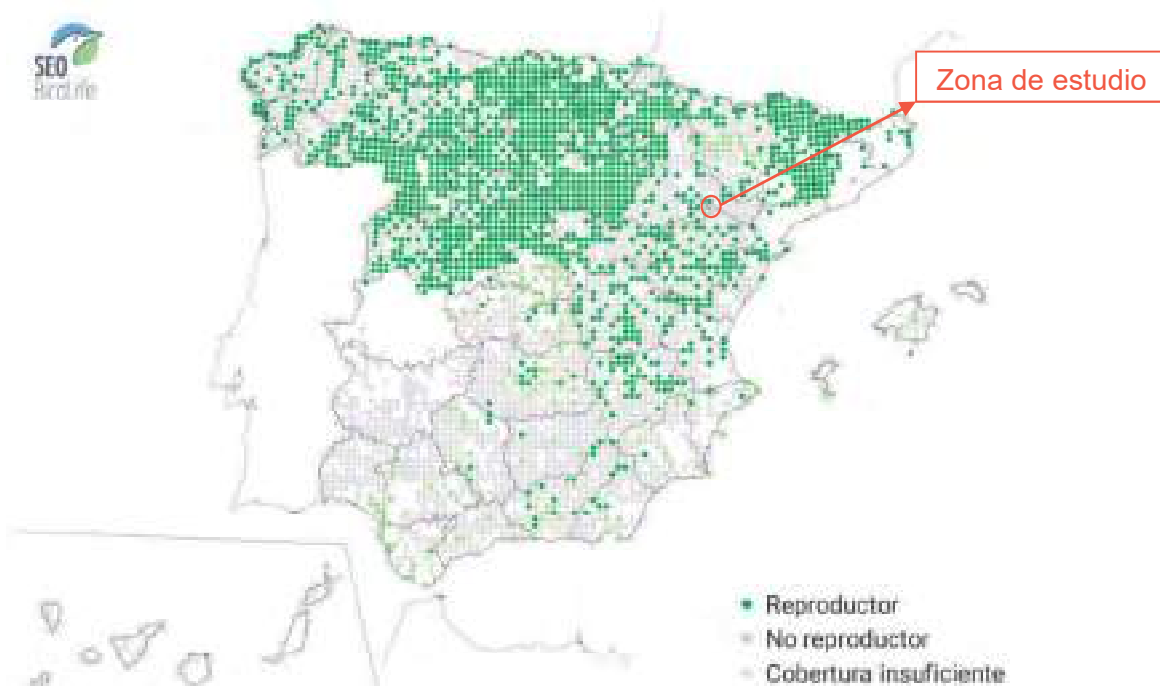 SEO
BirdLife
Zona de estudio
Reproductor
No reproductor
Cobertura insuficiente